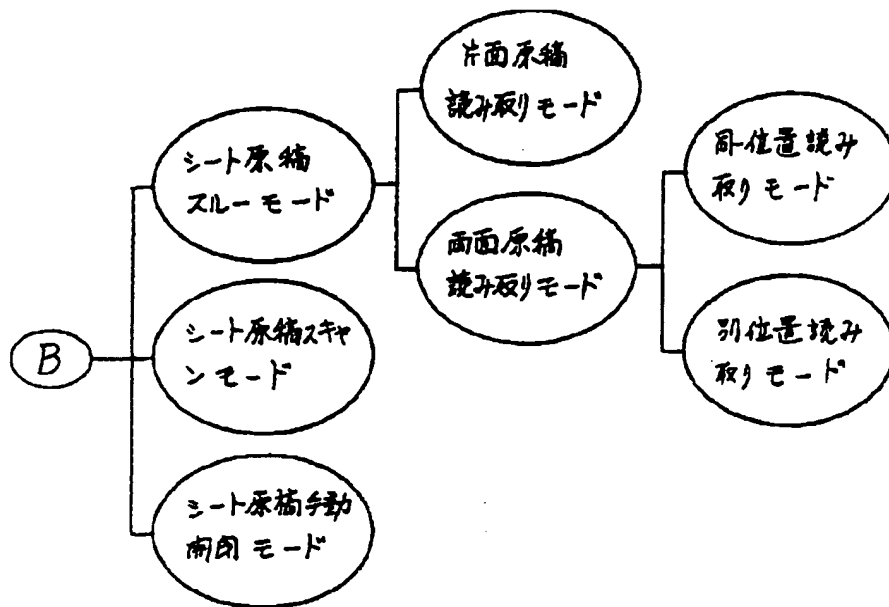 片面原稿
読み取りモード
シート原稿
スルーモード
同位置読み
取りモード
両面原稿
読み取りモード
B
シート原稿スキャ
ンモード
別位置読み
取りモード
シート原稿手動
開閉モード